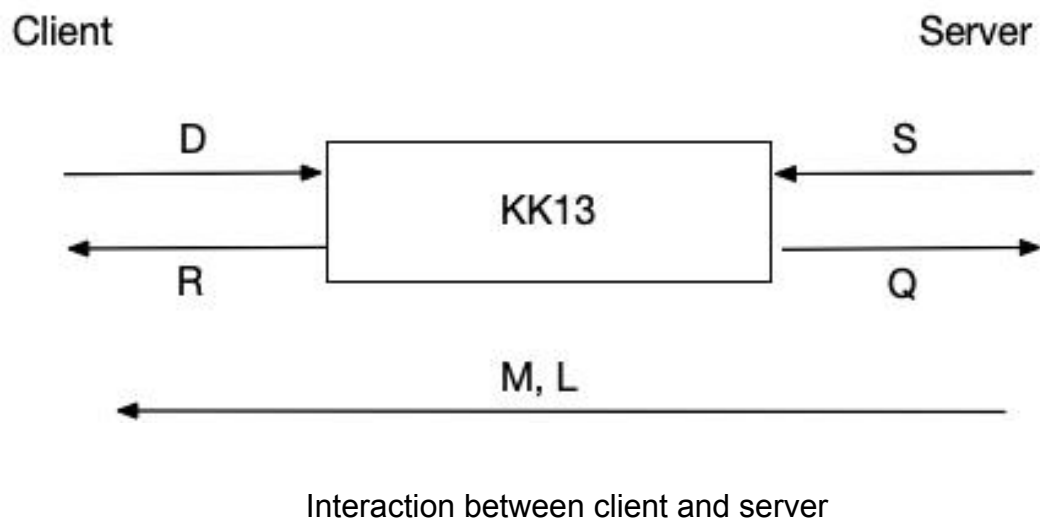 Client Server
D S
KK13
R Q
M, L
Interaction between client and server